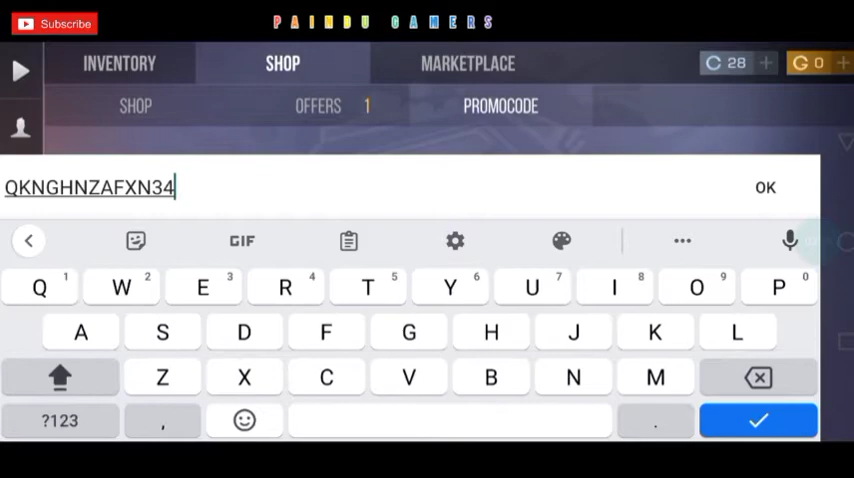 Subscribe
PAINDU GAMERS
INVENTORY SHOP MARKETPLACE C 28 + G 0 +
SHOP OFFERS 1 PROMOCODE
QKNGHNZAFXN34 OK
GIF
Q 1 W 2 E 3 R 4 T 5 Y 6 U 7 I 8 O 9 P 0
A S D F G H J K L
Z X C V B N M
?123 , .